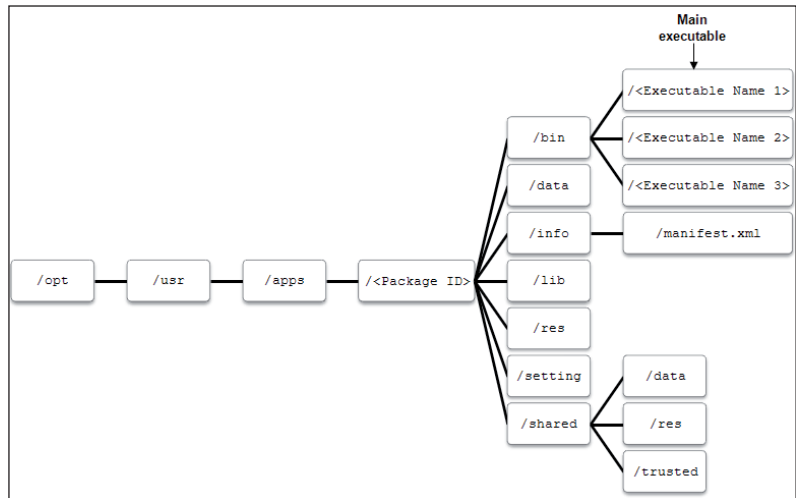 Main
executable
/<Executable Name 1>
/bin
/<Executable Name 2>
/data
/<Executable Name 3>
/info
/manifest.xml
/opt
/usr
/apps
/<Package ID>
/lib
/res
/setting
/data
/shared
/res
/trusted